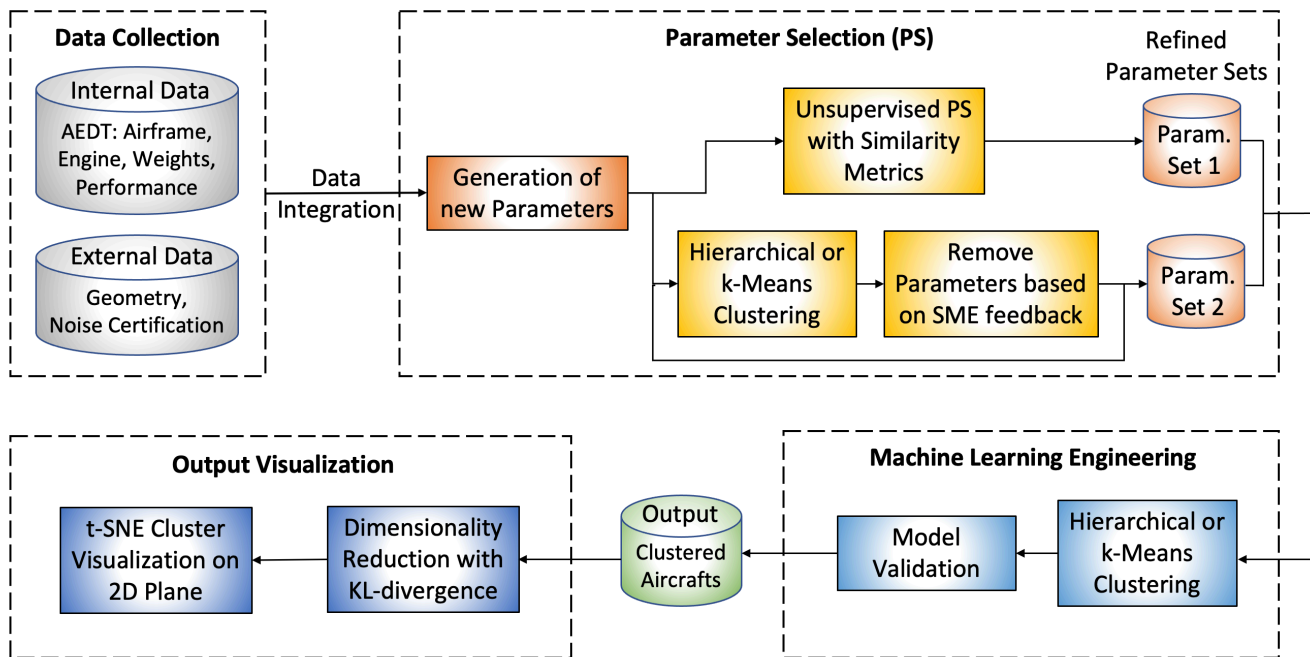 Data Collection
Internal Data
AEDT: Airframe,
Engine, Weights,
Performance
External Data
Geometry,
Noise Certification
Data
Integration
Parameter Selection (PS)
Generation of
new Parameters
Unsupervised PS
with Similarity
Metrics
Hierarchical or
k-Means
Clustering
Remove
Parameters based
on SME feedback
Refined
Parameter Sets
Param.
Set 1
Param.
Set 2
Machine Learning Engineering
Hierarchical or
k-Means
Clustering
Model
Validation
Output
Clustered
Aircrafts
Output Visualization
Dimensionality
Reduction with
KL-divergence
t-SNE Cluster
Visualization on
2D Plane